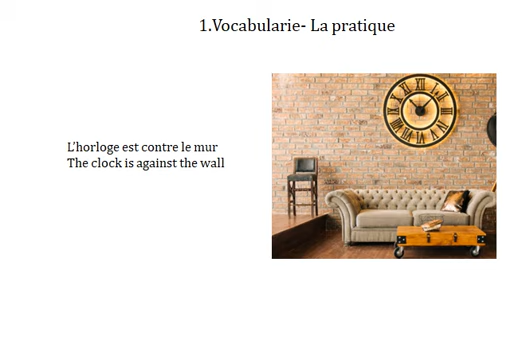 1.Vocabularie- La pratique
L'horloge est contre le mur
The clock is against the wall